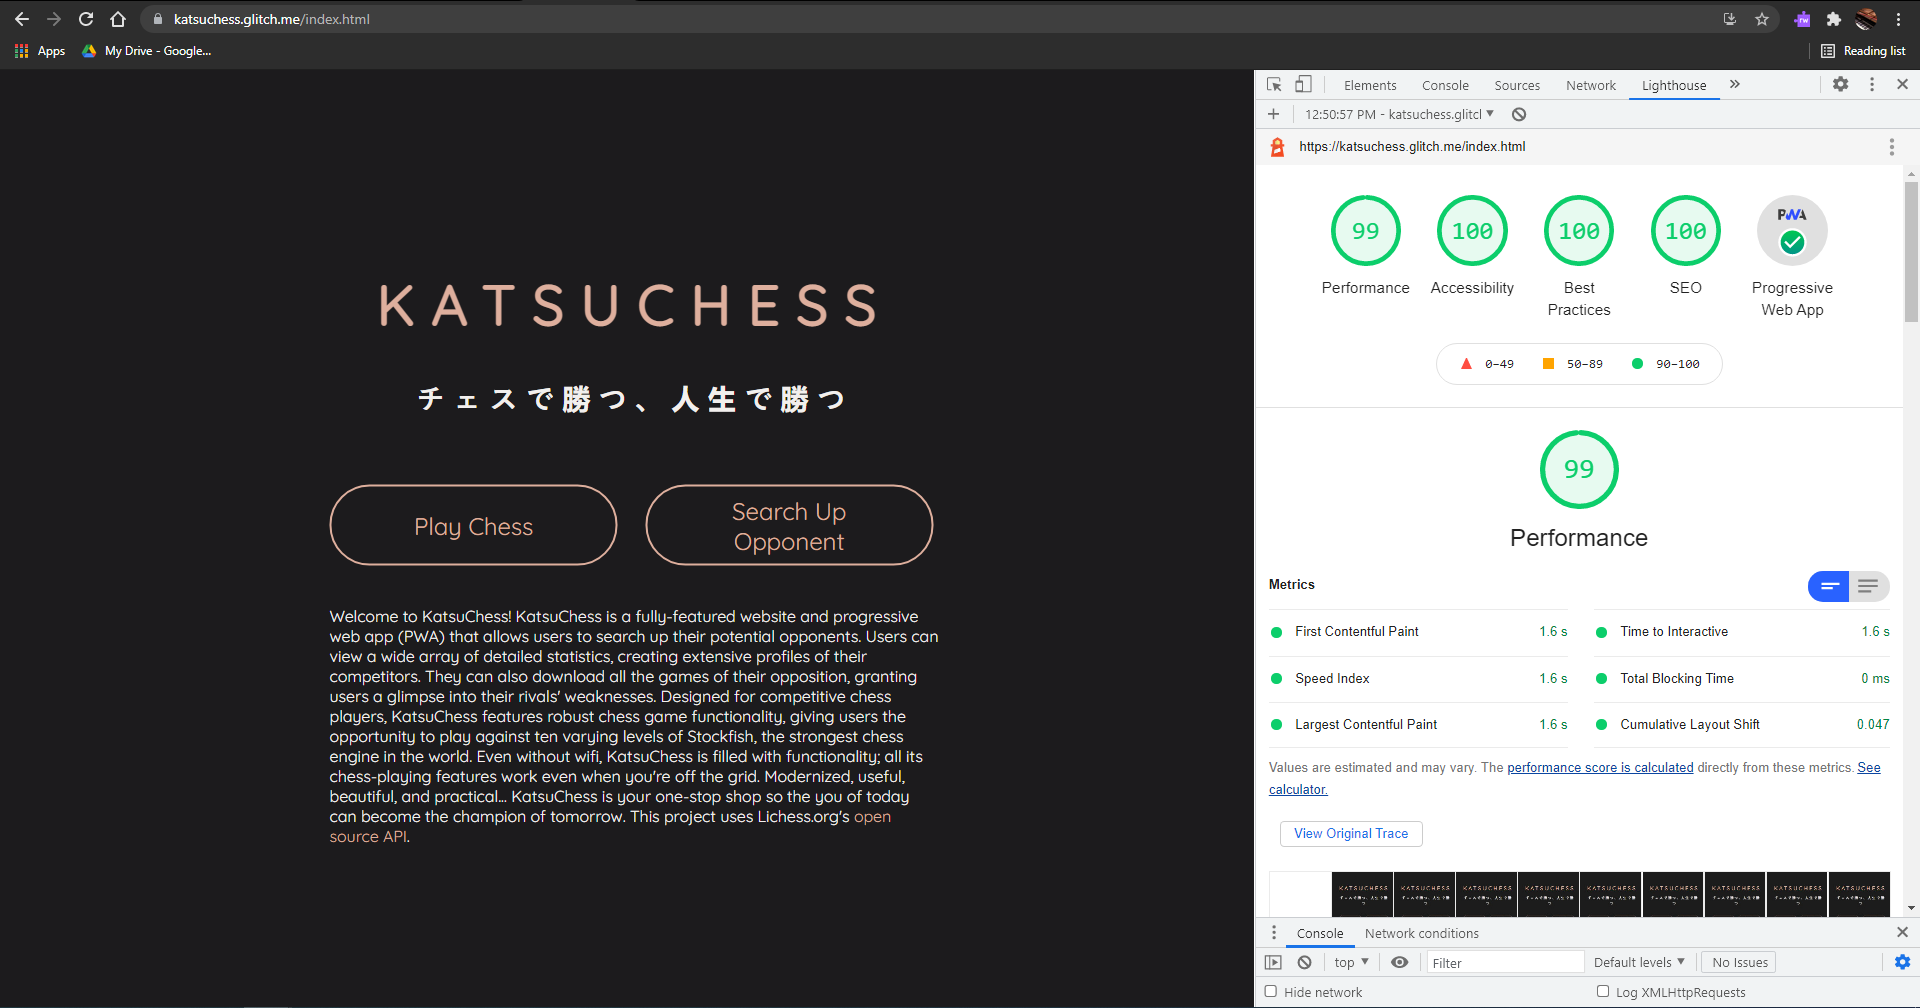 katsuchess.glitch.me/index.html
Apps
My Drive - Google...
Reading list
KATSUCHESS
チェスで勝つ、人生で勝つ
Play Chess
Search Up
Opponent
Welcome to KatsuChess! KatsuChess is a fully-featured website and progressive
web app (PWA) that allows users to search up their potential opponents. Users can
view a wide array of detailed statistics, creating extensive profiles of their
competitors. They can also download all the games of their opposition, granting
users a glimpse into their rivals' weaknesses. Designed for competitive chess
players, KatsuChess features robust chess game functionality, giving users the
opportunity to play against ten varying levels of Stockfish, the strongest chess
engine in the world. Even without wifi, KatsuChess is filled with functionality; all its
chess-playing features work even when you're off the grid. Modernized, useful,
beautiful, and practical... KatsuChess is your one-stop shop so the you of today
can become the champion of tomorrow. This project uses Lichess.org's open
source API.
Elements Console Sources Network Lighthouse
12:50:57 PM - katsuchess.glitcl
https://katsuchess.glitch.me/index.html
99 100 100 100 PWA
Performance Accessibility Best Practices SEO Progressive Web App
0–49 50–89 90–100
99
Performance
Metrics
First Contentful Paint 1.6 s
Time to Interactive 1.6 s
Speed Index 1.6 s
Total Blocking Time 0 ms
Largest Contentful Paint 1.6 s
Cumulative Layout Shift 0.047
Values are estimated and may vary. The performance score is calculated directly from these metrics. See
calculator.
View Original Trace
KATSUCHESS KATSUCHESS KATSUCHESS KATSUCHESS KATSUCHESS KATSUCHESS KATSUCHESS KATSUCHESS KATSUCHESS
Console Network conditions
top Filter Default levels No Issues
Hide network Log XMLHttpRequests